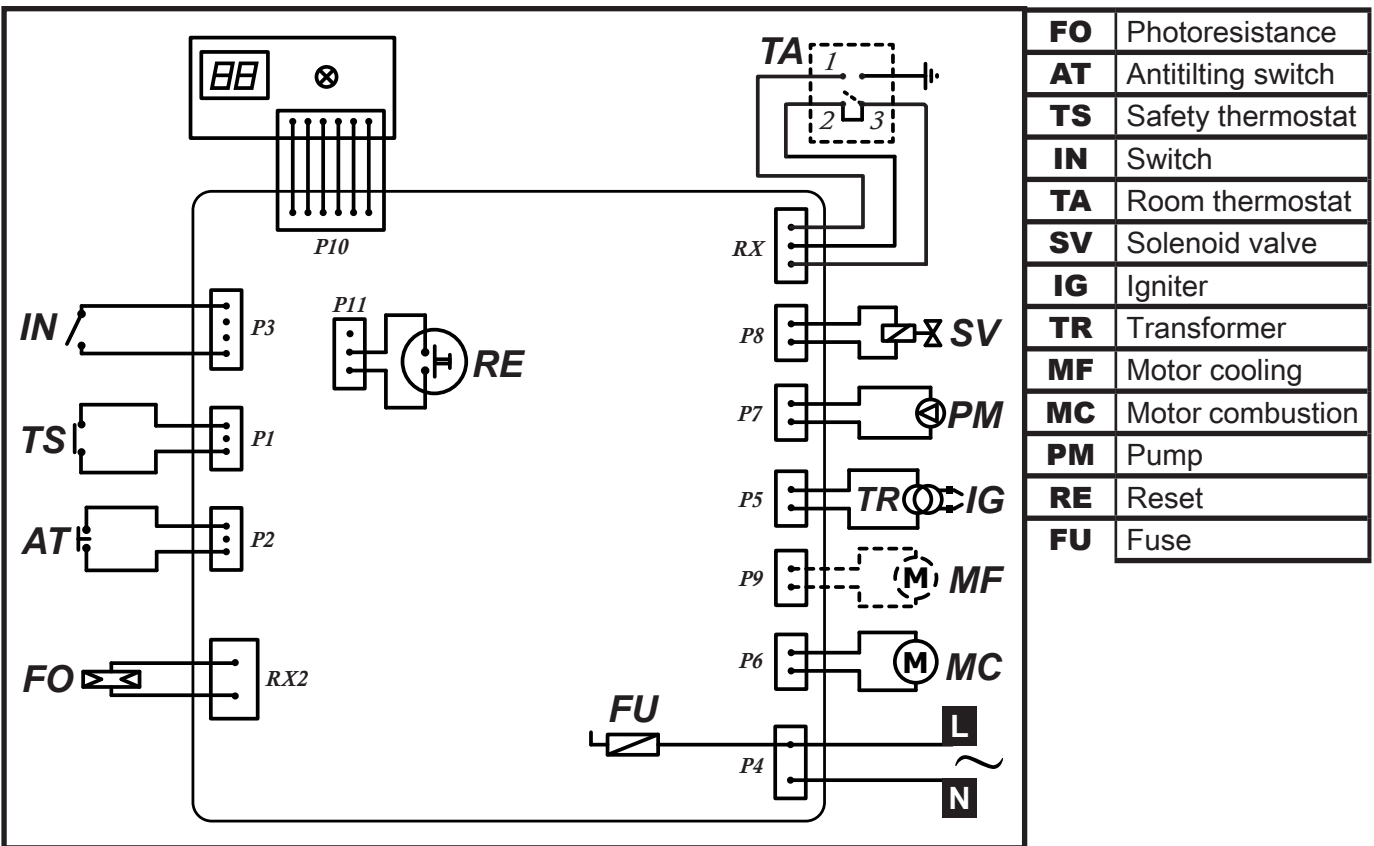 88
TA
1
2 3
P10
RX
IN
P3
P11
RE
P8
SV
TS
P1
P7
PM
AT
P2
P5
TR
IG
P9
M
MF
FO
RX2
P6
M
MC
FU
P4
L
~
N
FO Photoresistance
AT Antitilting switch
TS Safety thermostat
IN Switch
TA Room thermostat
SV Solenoid valve
IG Igniter
TR Transformer
MF Motor cooling
MC Motor combustion
PM Pump
RE Reset
FU Fuse